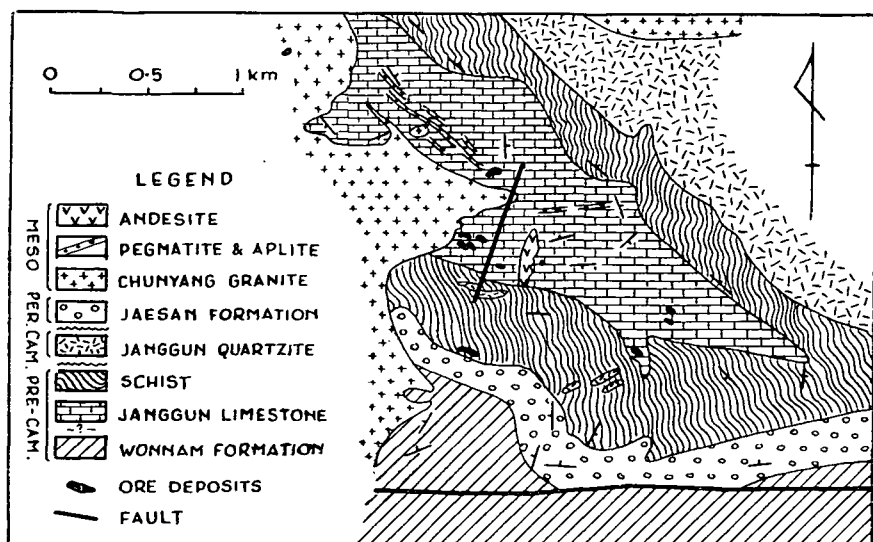 0 0·5 1 km
LEGEND
ANDESITE
PEGMATITE & APLITE
CHUNYANG GRANITE
JAESAN FORMATION
JANGGUN QUARTZITE
SCHIST
JANGGUN LIMESTONE
~?~
WONNAM FORMATION
ORE DEPOSITS
FAULT
MESO
PER.
CAM.
PRE-CAM.